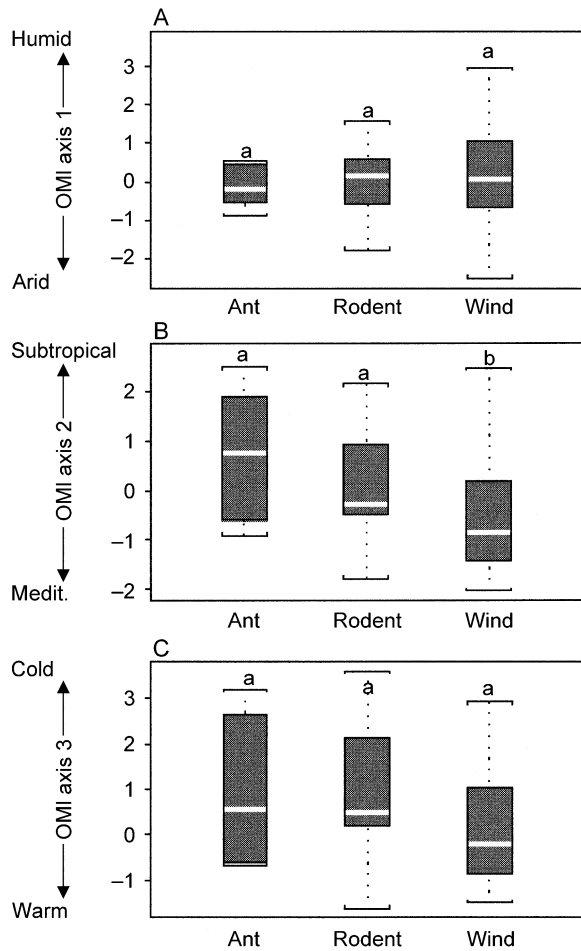 A
Humid
OMI axis 1
Arid
3
2
1
0
–1
–2
a
a
a
Ant Rodent Wind
B
Subtropical
OMI axis 2
Medit.
2
1
0
–1
–2
a
a
b
Ant Rodent Wind
C
Cold
OMI axis 3
Warm
3
2
1
0
–1
a
a
a
Ant Rodent Wind